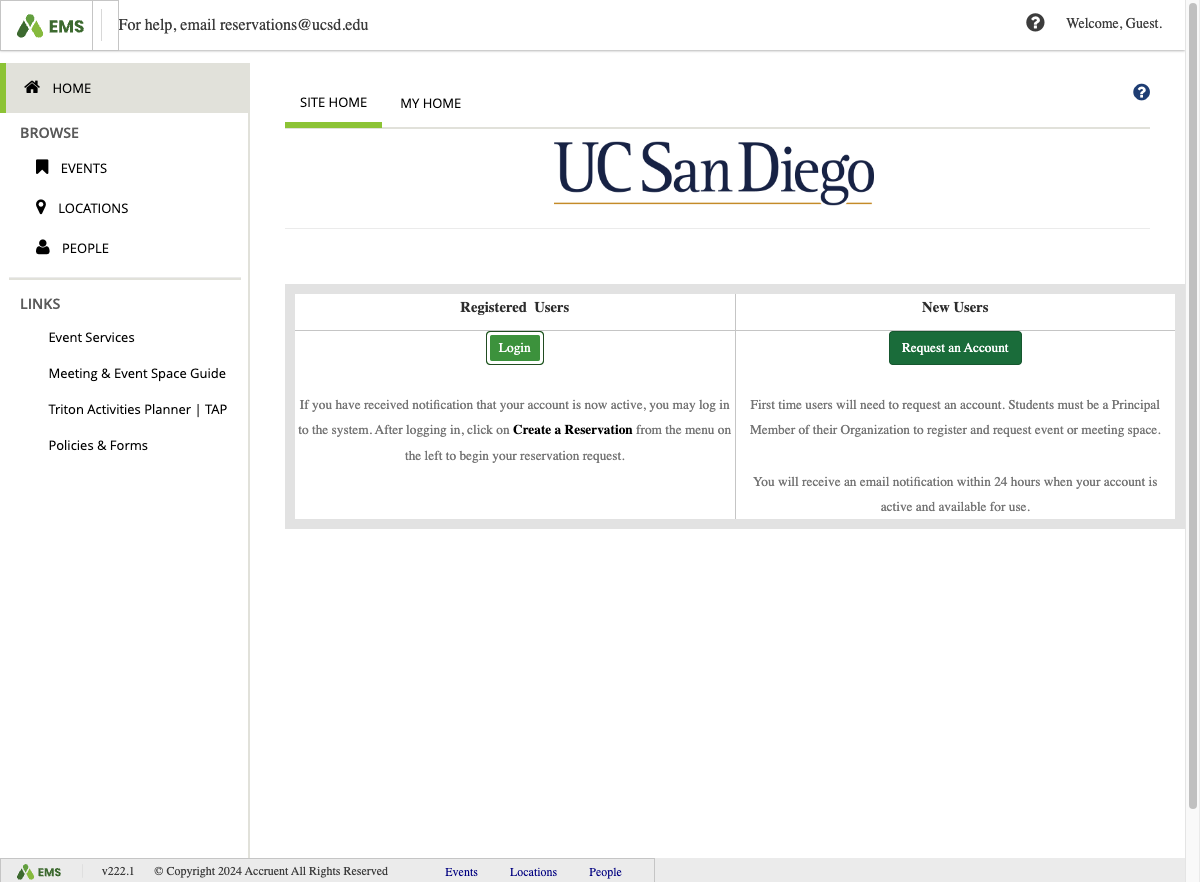 EMS
For help, email reservations@ucsd.edu
Welcome, Guest.
HOME
BROWSE
EVENTS
LOCATIONS
PEOPLE
LINKS
Event Services
Meeting & Event Space Guide
Triton Activities Planner | TAP
Policies & Forms
SITE HOME
MY HOME
UC San Diego
Registered Users
Login
If you have received notification that your account is now active, you may log in
to the system. After logging in, click on Create a Reservation from the menu on
the left to begin your reservation request.
New Users
Request an Account
First time users will need to request an account. Students must be a Principal
Member of their Organization to register and request event or meeting space.
You will receive an email notification within 24 hours when your account is
active and available for use.
EMS
v222.1
© Copyright 2024 Accruent All Rights Reserved
Events
Locations
People